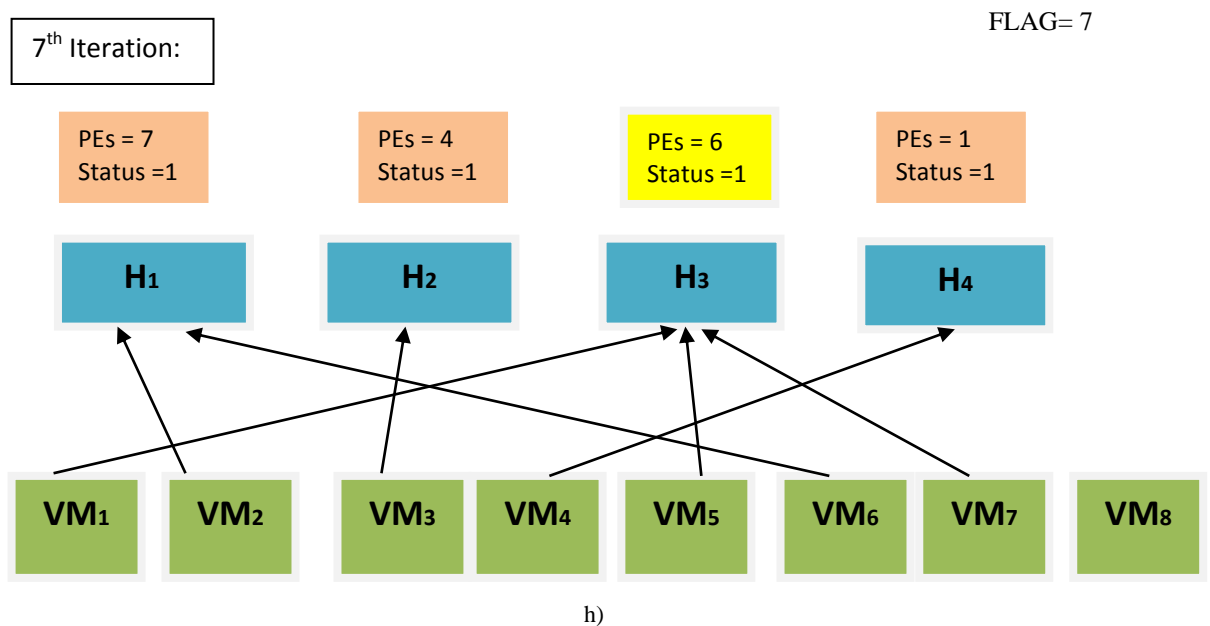 FLAG= 7
7th Iteration:
PEs = 7
Status =1
PEs = 4
Status =1
PEs = 6
Status =1
PEs = 1
Status =1
H1 H2 H3 H4
VM1 VM2 VM3 VM4 VM5 VM6 VM7 VM8
h)